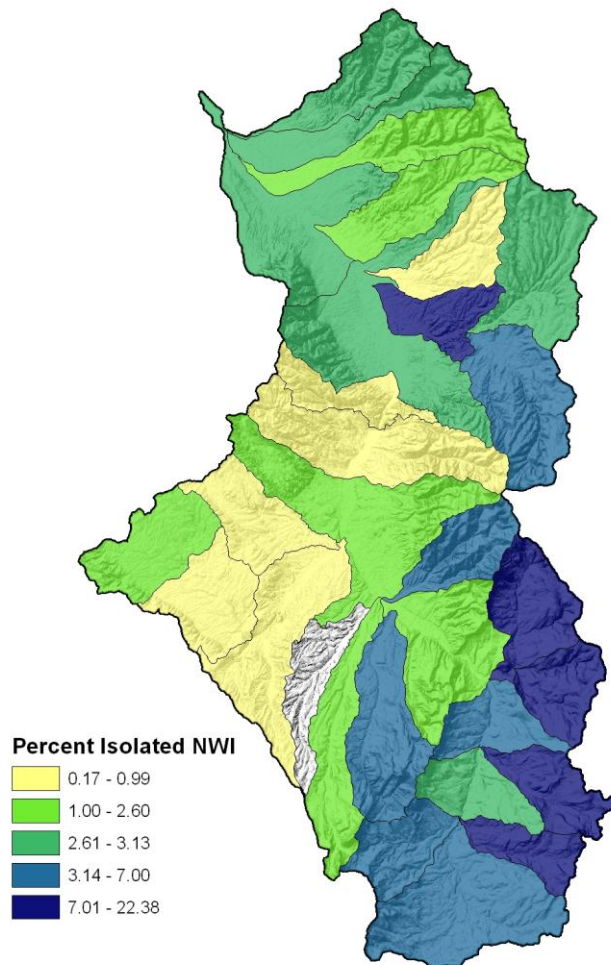 Percent Isolated NWI
0.17 - 0.99
1.00 - 2.60
2.61 - 3.13
3.14 - 7.00
7.01 - 22.38